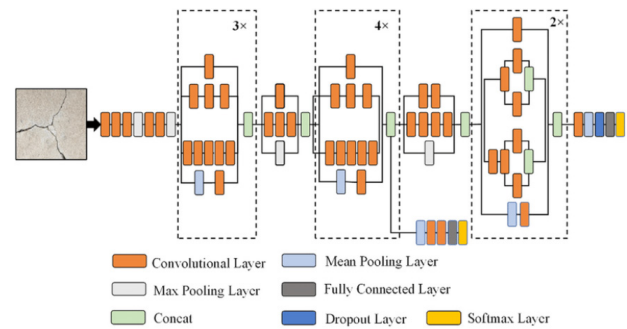 3× 4× 2×
Convolutional Layer Mean Pooling Layer
Max Pooling Layer Fully Connected Layer
Concat Dropout Layer Softmax Layer